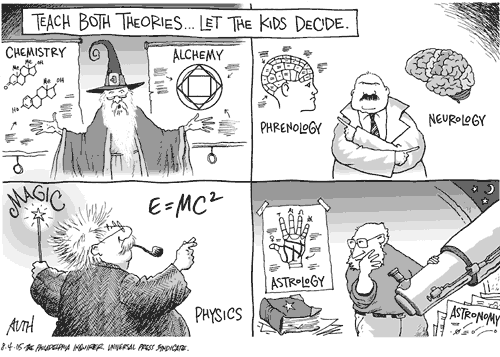 TEACH BOTH THEORIES...LET THE KIDS DECIDE.
CHEMISTRY
ALCHEMY
PHRENOLOGY
NEUROLOGY
MAGIC
E=MC²
PHYSICS
AUTH
ASTROLOGY
ASTRONOMY
8·4·05 THE PHILADELPHIA INQUIRER UNIVERSAL PRESS SYNDICATE.